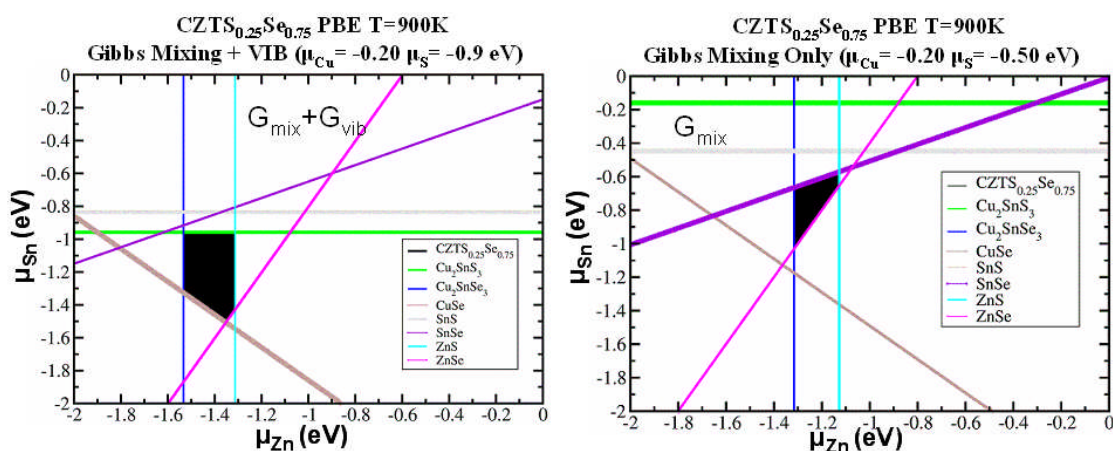 CZTS0.25Se0.75 PBE T=900K
Gibbs Mixing + VIB (μCu= -0.20 μS= -0.9 eV)
0
-0.2
-0.4
-0.6
-0.8
-1
-1.2
-1.4
-1.6
-1.8
-2
μSn (eV)
Gmix+Gvib
CZTS0.25Se0.75
Cu2SnS3
Cu2SnSe3
CuSe
SnS
SnSe
ZnS
ZnSe
-2 -1.8 -1.6 -1.4 -1.2 -1 -0.8 -0.6 -0.4 -0.2 0
μZn (eV)
CZTS0.25Se0.75 PBE T=900K
Gibbs Mixing Only (μCu= -0.20 μS= -0.50 eV)
0
-0.2
-0.4
-0.6
-0.8
-1
-1.2
-1.4
-1.6
-1.8
-2
μSn (eV)
Gmix
CZTS0.25Se0.75
Cu2SnS3
Cu2SnSe3
CuSe
SnS
SnSe
ZnS
ZnSe
-2 -1.8 -1.6 -1.4 -1.2 -1 -0.8 -0.6 -0.4 -0.2 0
μZn (eV)